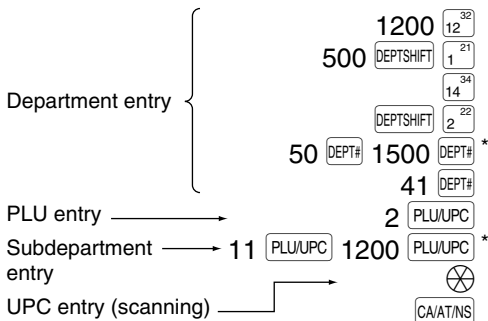 1200 12 32
500 DEPTSHIFT 1 21
14 34
Department entry
DEPTSHIFT 2 22
50 DEPT# 1500 DEPT# *
41 DEPT#
PLU entry 2 PLU/UPC
Subdepartment 11 PLU/UPC 1200 PLU/UPC *
entry
UPC entry (scanning)
CA/AT/NS